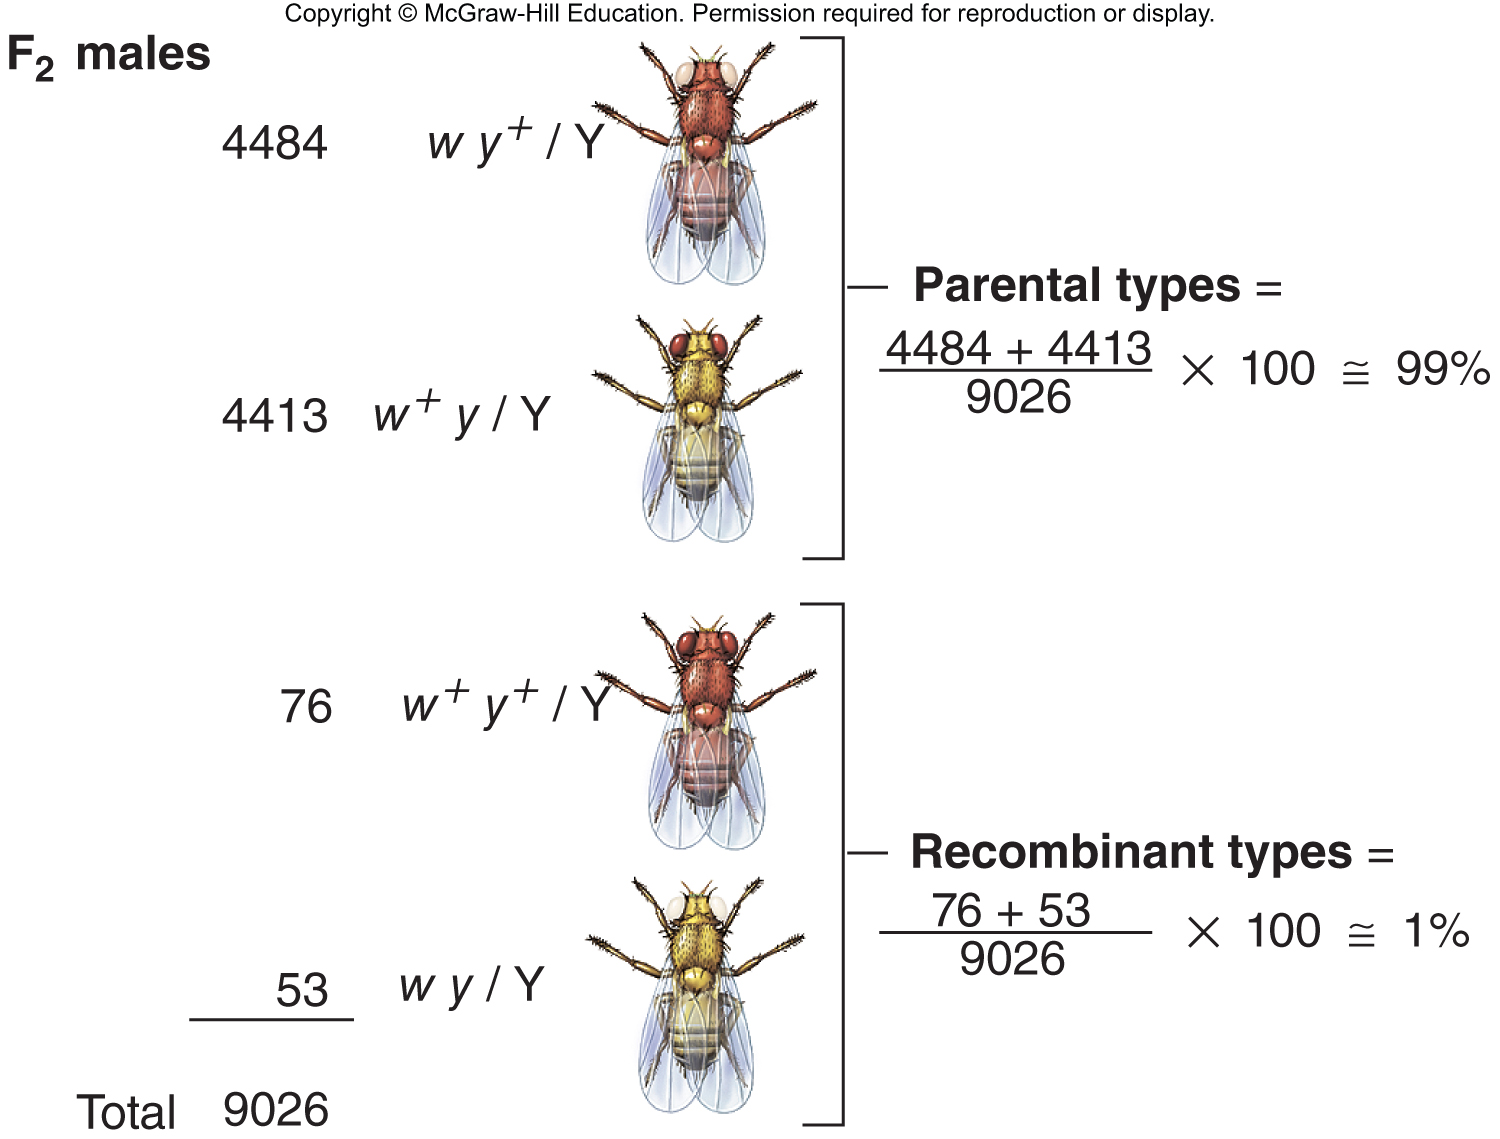 Copyright © McGraw-Hill Education. Permission required for reproduction or display.
F₂ males
4484 w y⁺ / Y
4413 w⁺ y / Y
Parental types =
4484 + 4413
9026
× 100 ≅ 99%
76 w⁺ y⁺ / Y
53 w y / Y
Recombinant types =
76 + 53
9026
× 100 ≅ 1%
Total 9026